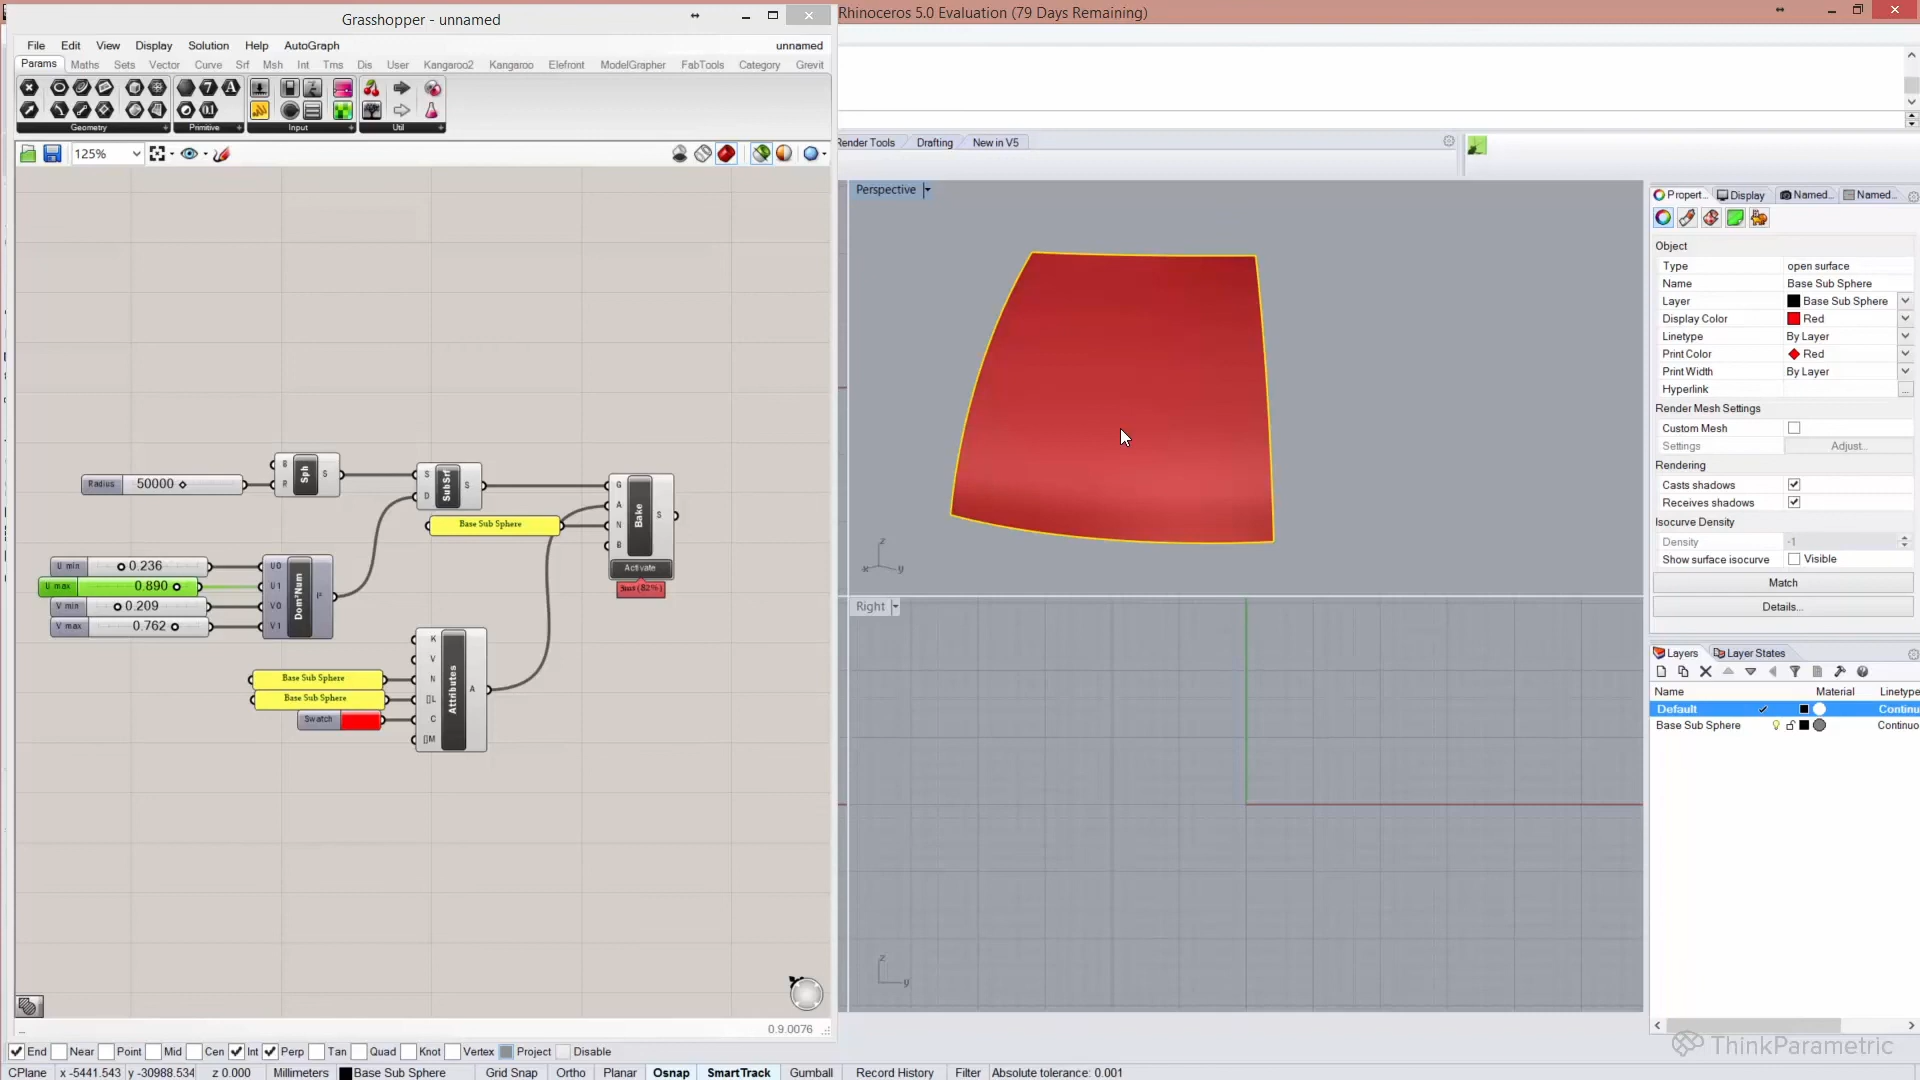 Grasshopper - unnamed
Rhinoceros 5.0 Evaluation (79 Days Remaining)
File Edit View Display Solution Help AutoGraph unnamed
Params Maths Sets Vector Curve Srf Msh Int Trns Dis User Kangaroo2 Kangaroo Elefront ModelGrapher FabTools Category Grevit
Geometry Primitive Input Util
125%
Render Tools Drafting New in V5
Perspective
Propert... Display Named... Named...
Object
Type open surface
Name Base Sub Sphere
Layer Base Sub Sphere
Display Color Red
Linetype By Layer
Print Color Red
Print Width By Layer
Hyperlink ...
Render Mesh Settings
Custom Mesh
Settings Adjust...
Rendering
Casts shadows
Receives shadows
Isocurve Density
Density -1
Show surface isocurve Visible
Match
Details...
Radius 50000
B
R
Sph
S
S
D
SubSrf
S
Base Sub Sphere
G
A
N
B
Bake
S
Activate
U min 0.236
U max 0.890
V min 0.209
V max 0.762
U0
U1
V0
V1
Dom²Num
I²
Base Sub Sphere
Base Sub Sphere
Swatch
K
V
N
[]L
C
[]M
Attributes
A
z
x y
Right
z
y
Layers Layer States
Name Material Linetype
Default Continu
Base Sub Sphere Continuo
0.9.0076
ThinkParametric
End Near Point Mid Cen Int Perp Tan Quad Knot Vertex Project Disable
CPlane x -5441.543 y -30988.534 z 0.000 Millimeters Base Sub Sphere Grid Snap Ortho Planar Osnap SmartTrack Gumball Record History Filter Absolute tolerance: 0.001